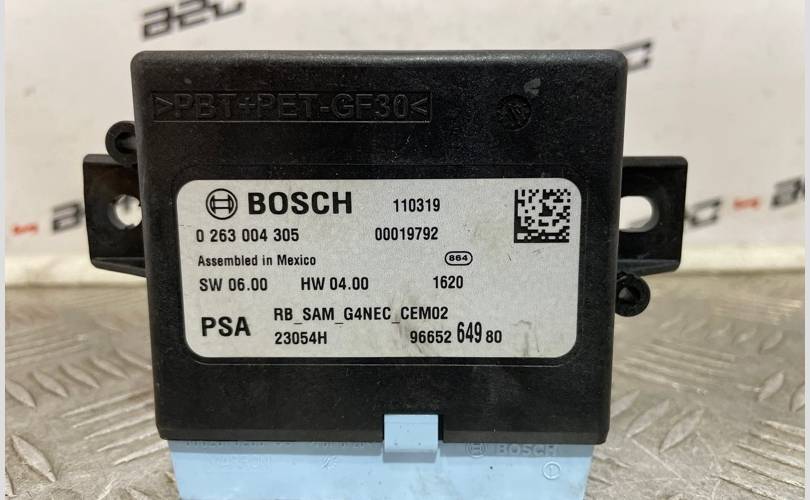 >PBT+PET-GF30<
BOSCH 110319
0 263 004 305 00019792
Assembled in Mexico 864
SW 06.00 HW 04.00 1620
PSA RB_SAM_G4NEC_CEM02
23054H 96652 649 80
BOSCH